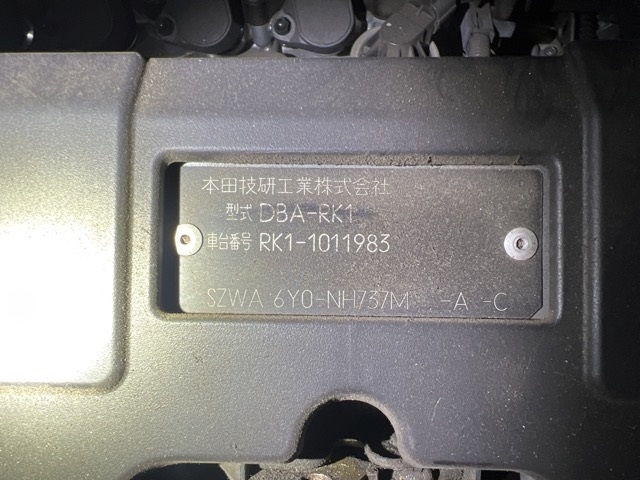 本田技研工業株式会社
型式 DBA-RK1
車台番号 RK1-1011983
SZWA 6Y0-NH737M -A -C